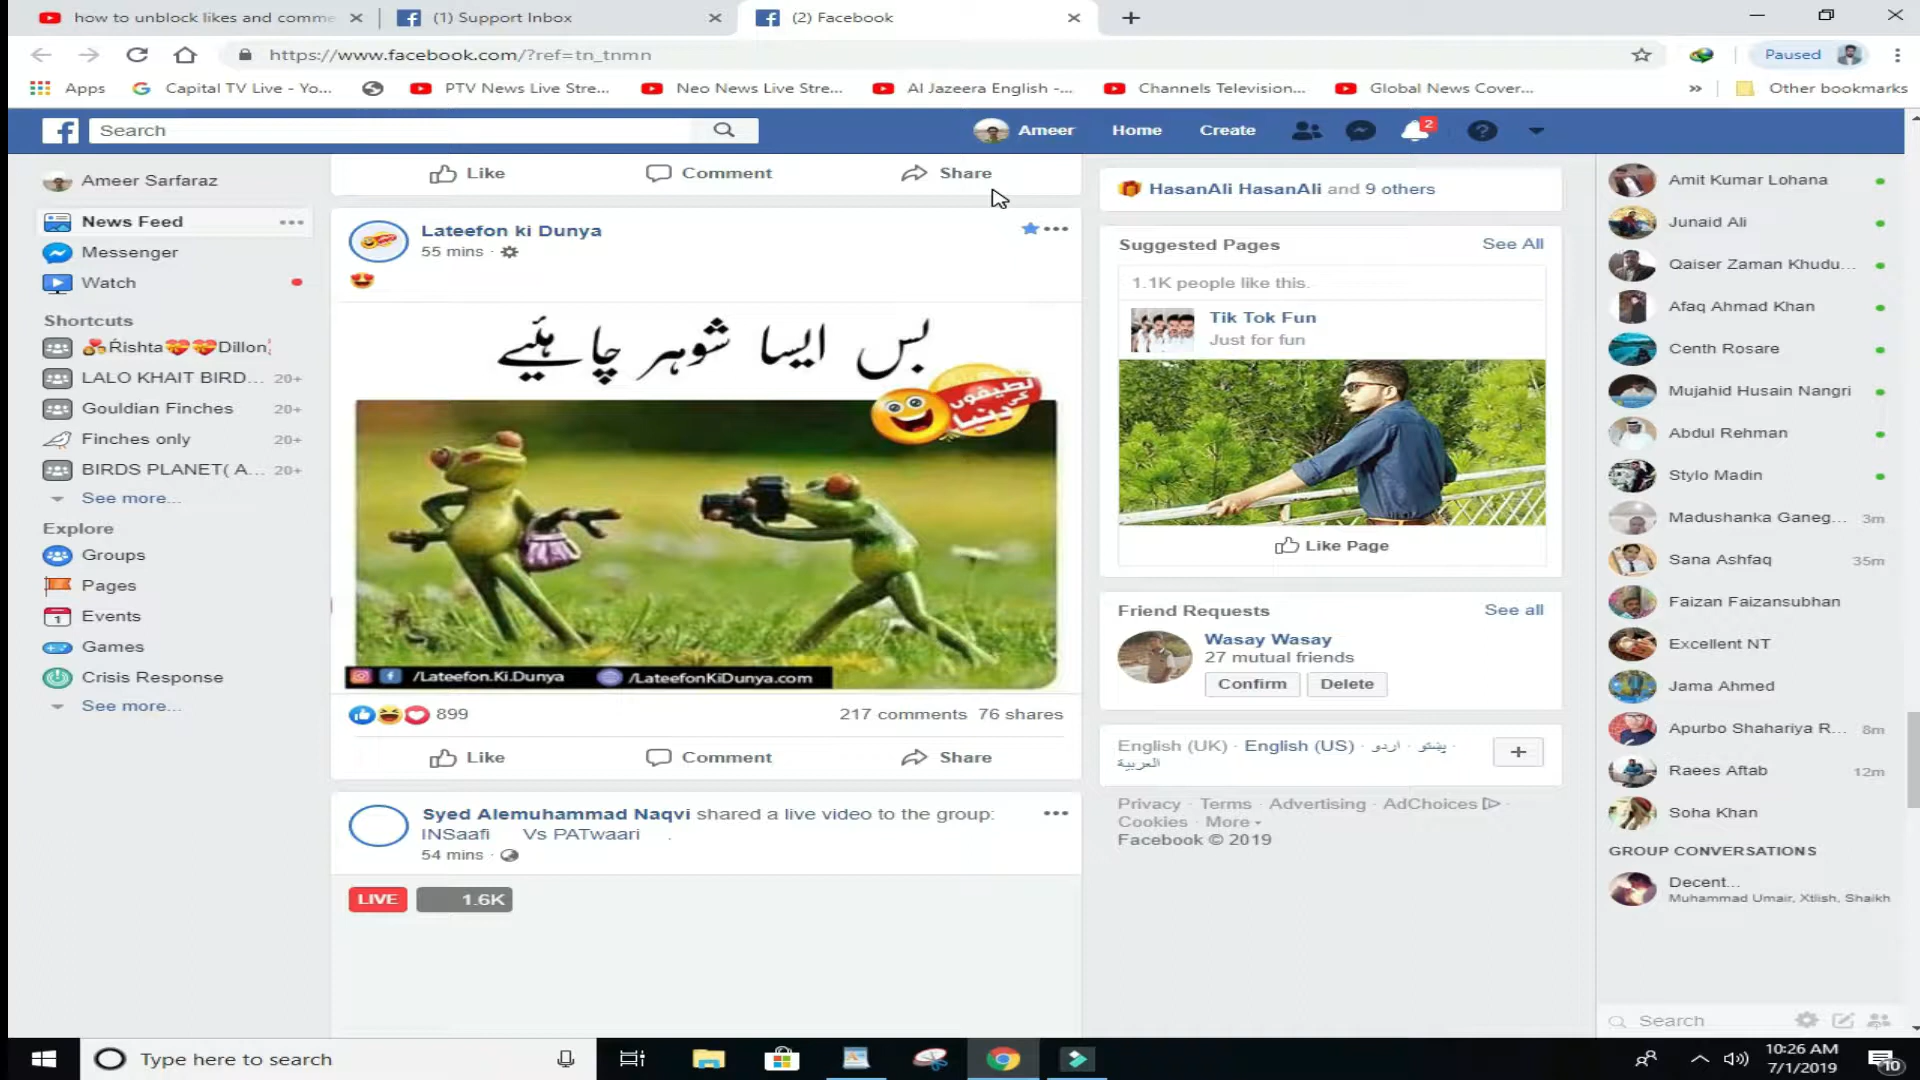 how to unblock likes and comme
(1) Support Inbox
(2) Facebook
https://www.facebook.com/?ref=tn_tnmn
Paused
Apps
Capital TV Live - Yo...
PTV News Live Stre...
Neo News Live Stre...
Al Jazeera English -...
Channels Television...
Global News Cover...
»
Other bookmarks
Search
Ameer
Home
Create
2
Ameer Sarfaraz
News Feed
Messenger
Watch
Shortcuts
Ŕishta💝💝Dillon
LALO KHAIT BIRD... 20+
Gouldian Finches 20+
Finches only 20+
BIRDS PLANET( A... 20+
See more...
Explore
Groups
Pages
Events
Games
Crisis Response
See more...
Like Comment Share
Lateefon ki Dunya
55 mins ·
😍
بس ایسا شوہر چاہئیے
لطیفوں
کی
دنیا
/Lateefon.Ki.Dunya /LateefonKiDunya.com
899 217 comments 76 shares
Like Comment Share
Syed Alemuhammad Naqvi shared a live video to the group:
INSaafi Vs PATwaari .
54 mins ·
LIVE 1.6K
HasanAli HasanAli and 9 others
Suggested Pages See All
1.1K people like this.
Tik Tok Fun
Just for fun
Like Page
Friend Requests See all
Wasay Wasay
27 mutual friends
Confirm Delete
English (UK) · English (US) · اردو · پښتو ·
العربية
+
Privacy · Terms · Advertising · AdChoices ·
Cookies · More
Facebook © 2019
Amit Kumar Lohana
Junaid Ali
Qaiser Zaman Khudu...
Afaq Ahmad Khan
Centh Rosare
Mujahid Husain Nangri
Abdul Rehman
Stylo Madin
Madushanka Ganeg... 3m
Sana Ashfaq 35m
Faizan Faizansubhan
Excellent NT
Jama Ahmed
Apurbo Shahariya R... 8m
Raees Aftab 12m
Soha Khan
GROUP CONVERSATIONS
Decent...
Muhammad Umair, Xtlish, Shaikh
Search
Type here to search
10:26 AM
7/1/2019
10